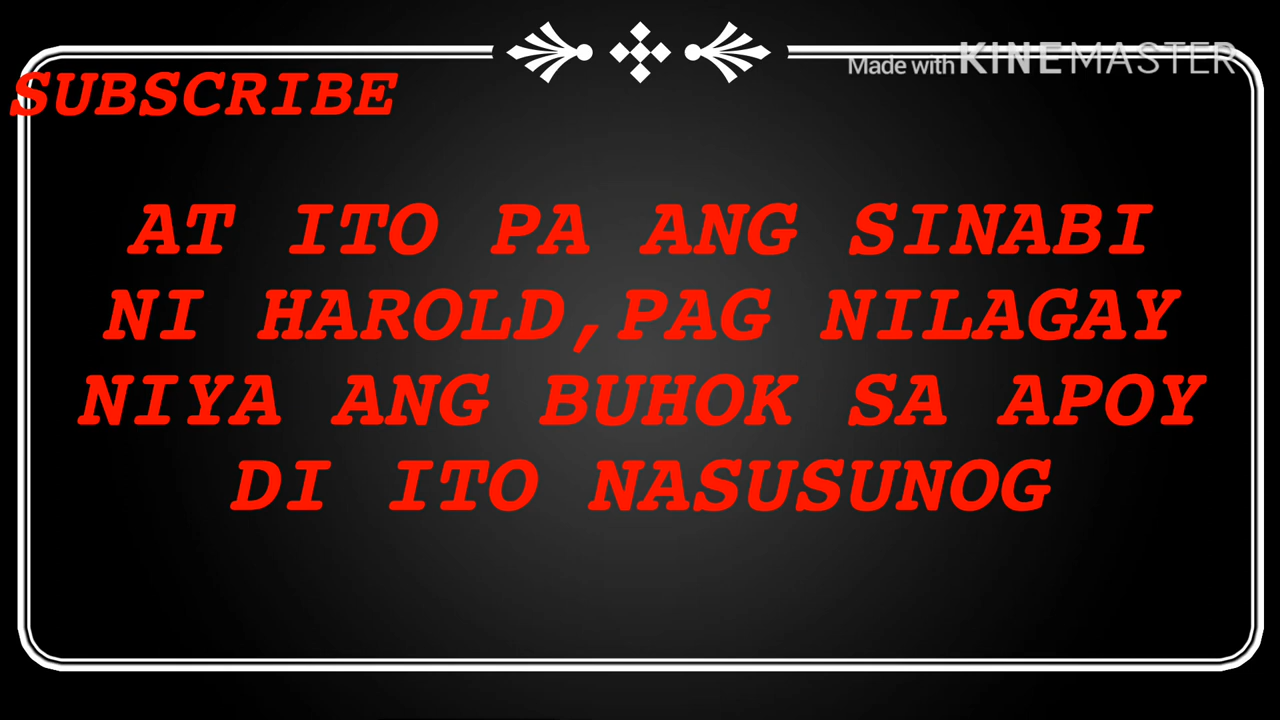 Made with KINEMASTER
SUBSCRIBE
AT ITO PA ANG SINABI
NI HAROLD,PAG NILAGAY
NIYA ANG BUHOK SA APOY
DI ITO NASUSUNOG